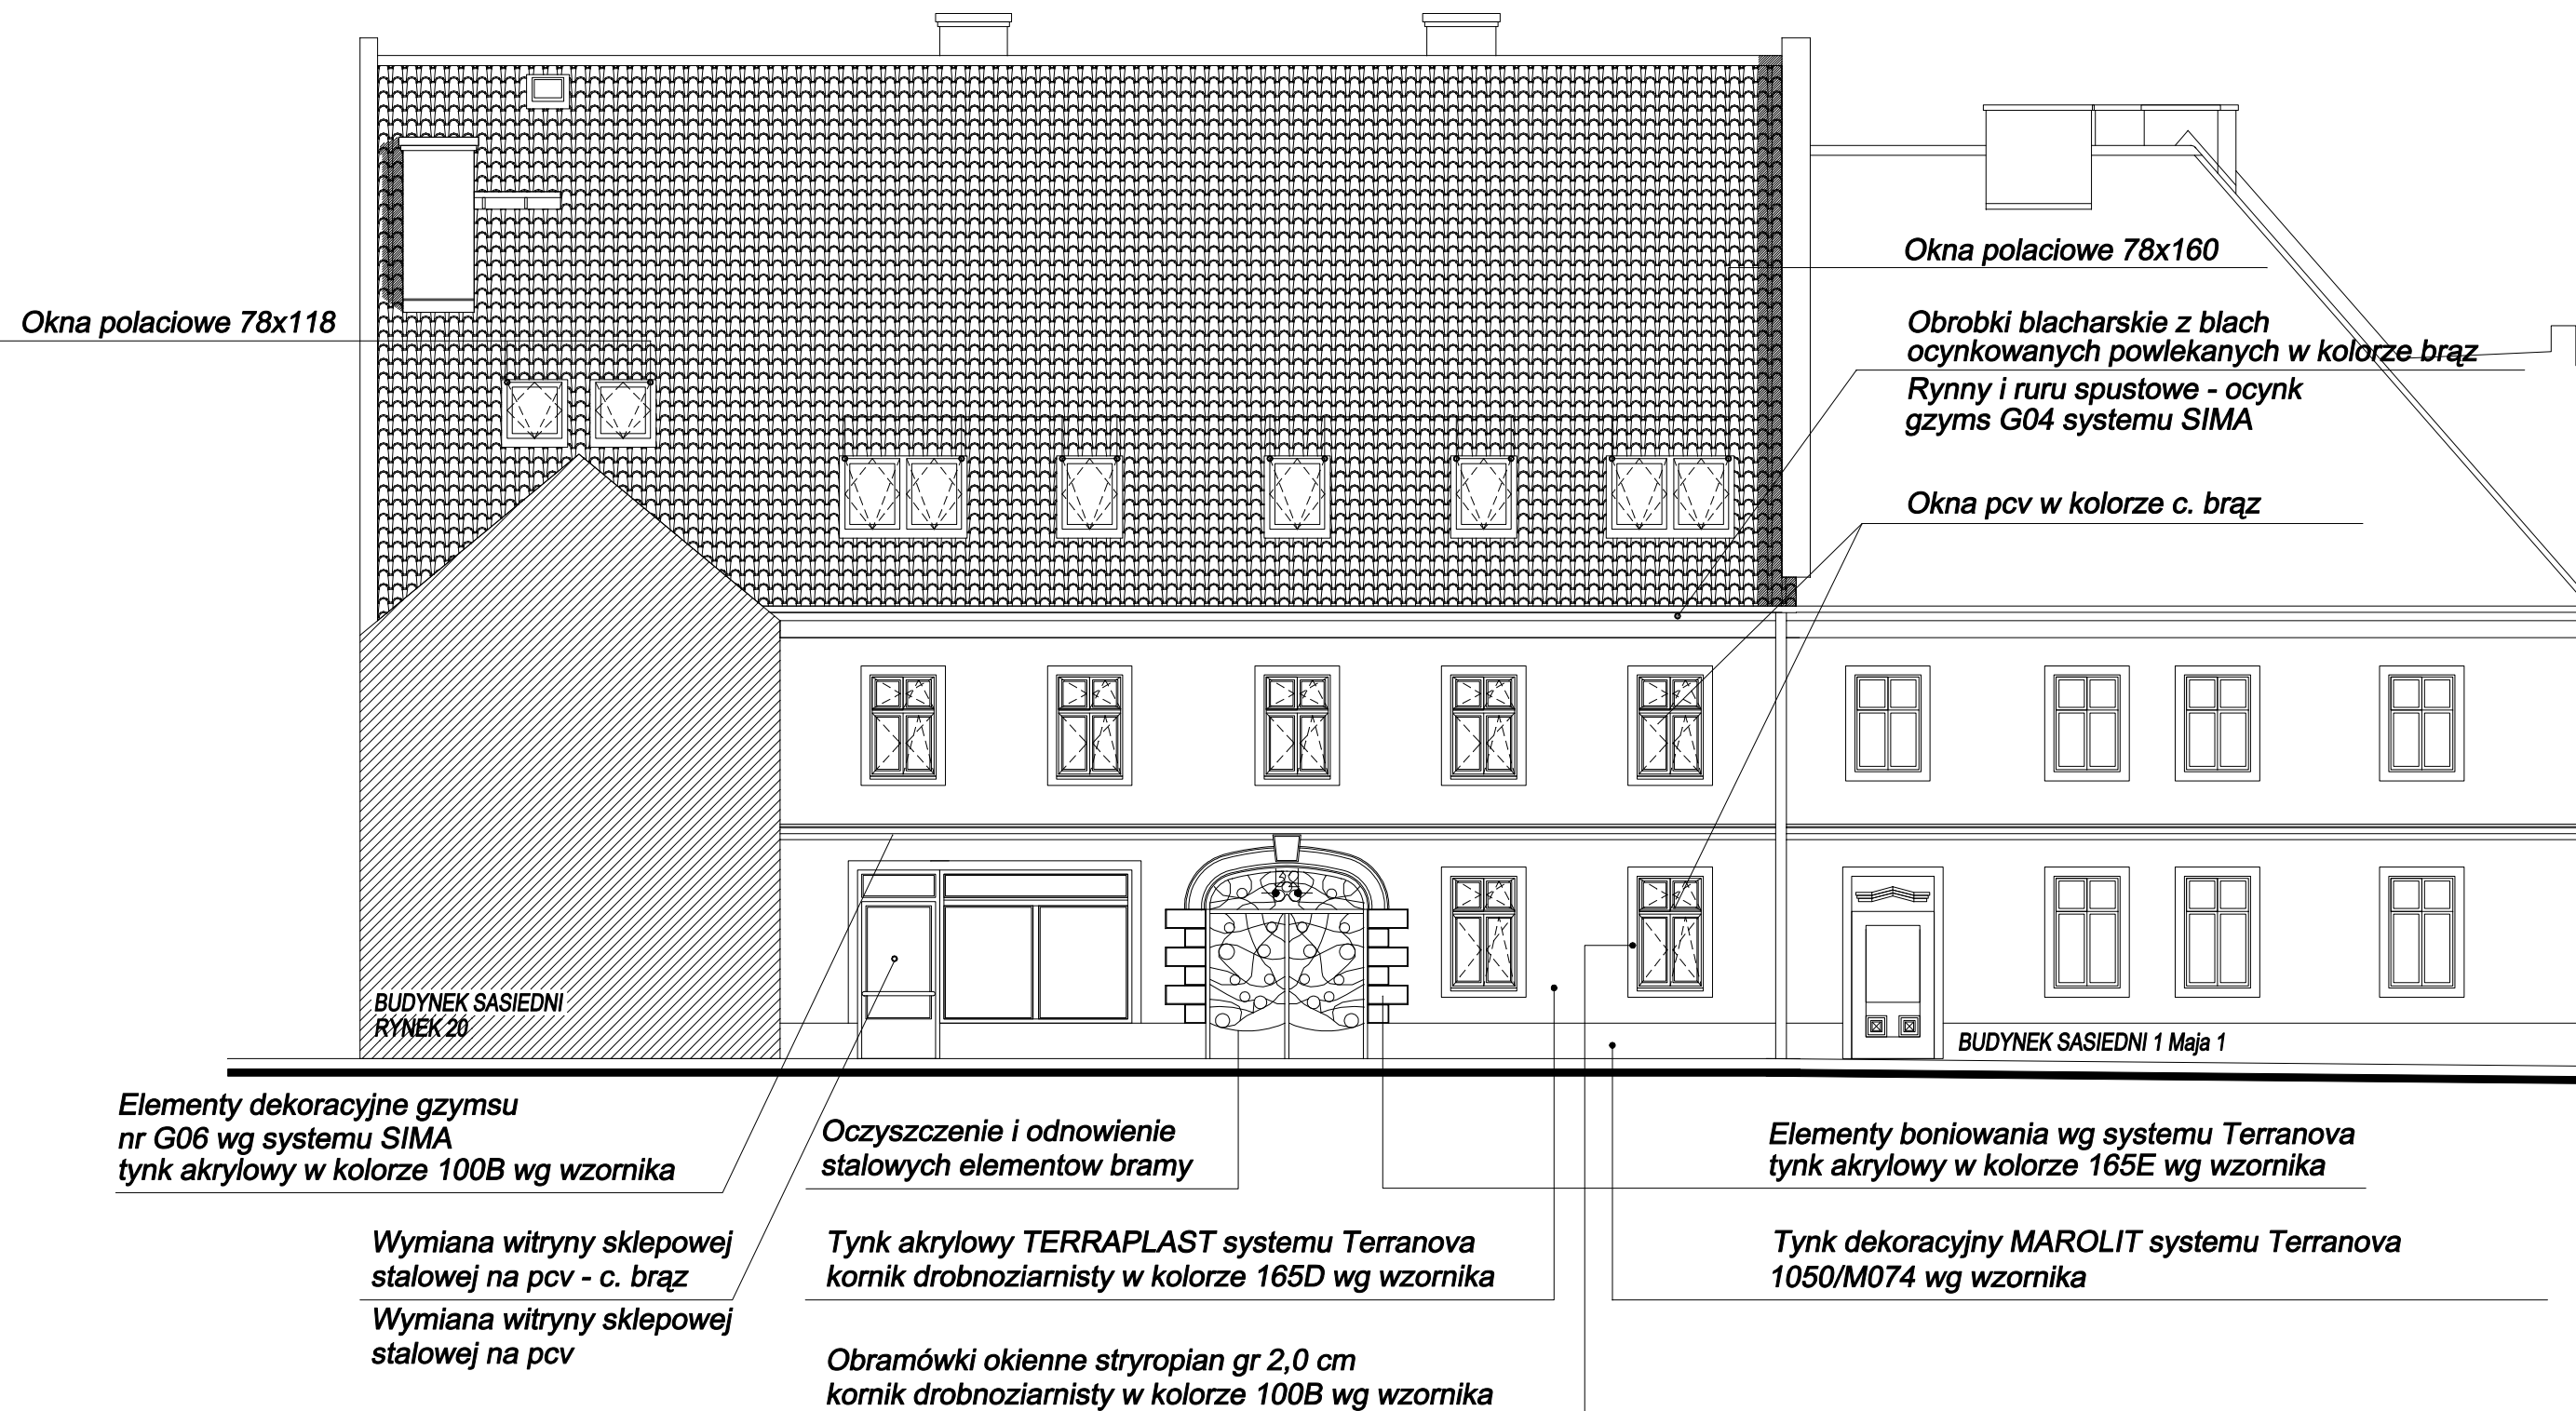 Okna polaciowe 78x160
Okna polaciowe 78x118
Obrobki blacharskie z blach
ocynkowanych powlekanych w kolorze brąz
Rynny i ruru spustowe - ocynk
gzyms G04 systemu SIMA
Okna pcv w kolorze c. brąz
BUDYNEK SASIEDNI
RYNEK 20
BUDYNEK SASIEDNI 1 Maja 1
Elementy dekoracyjne gzymsu
nr G06 wg systemu SIMA
tynk akrylowy w kolorze 100B wg wzornika
Oczyszczenie i odnowienie
stalowych elementow bramy
Elementy boniowania wg systemu Terranova
tynk akrylowy w kolorze 165E wg wzornika
Wymiana witryny sklepowej
stalowej na pcv - c. brąz
Wymiana witryny sklepowej
stalowej na pcv
Tynk akrylowy TERRAPLAST systemu Terranova
kornik drobnoziarnisty w kolorze 165D wg wzornika
Tynk dekoracyjny MAROLIT systemu Terranova
1050/M074 wg wzornika
Obramówki okienne stryropian gr 2,0 cm
kornik drobnoziarnisty w kolorze 100B wg wzornika